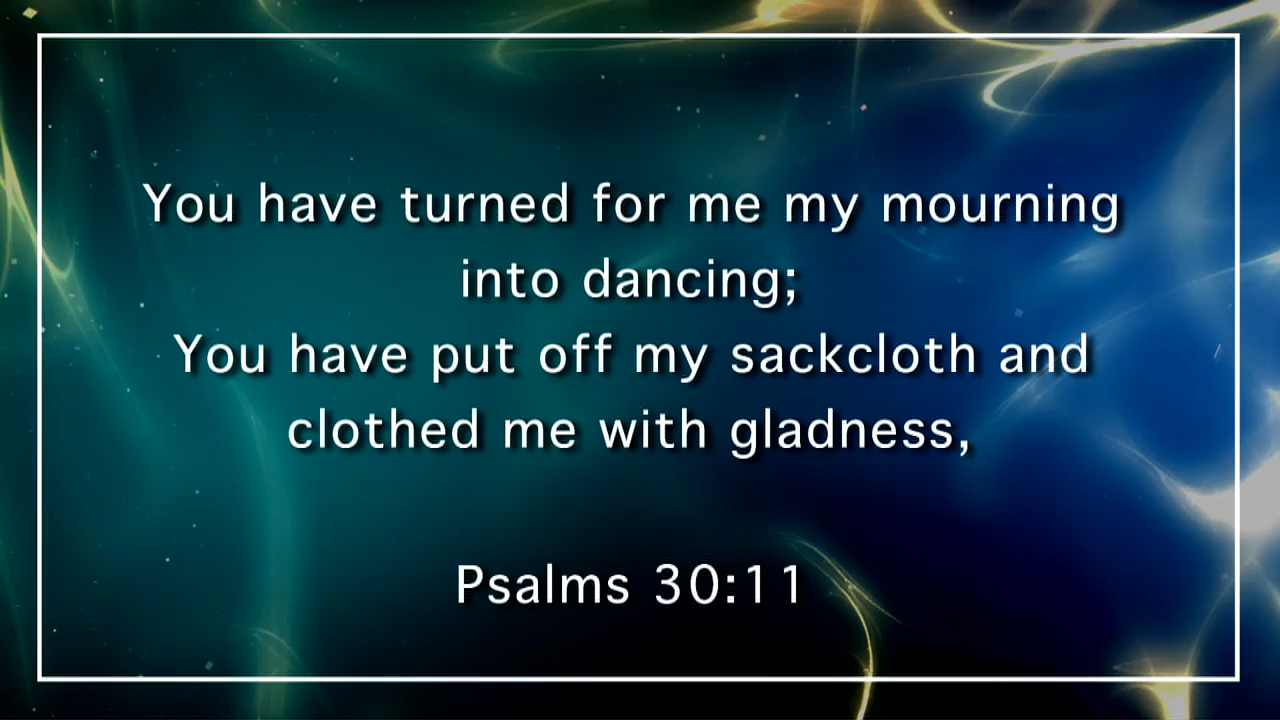 You have turned for me my mourning
into dancing;
You have put off my sackcloth and
clothed me with gladness,
Psalms 30:11